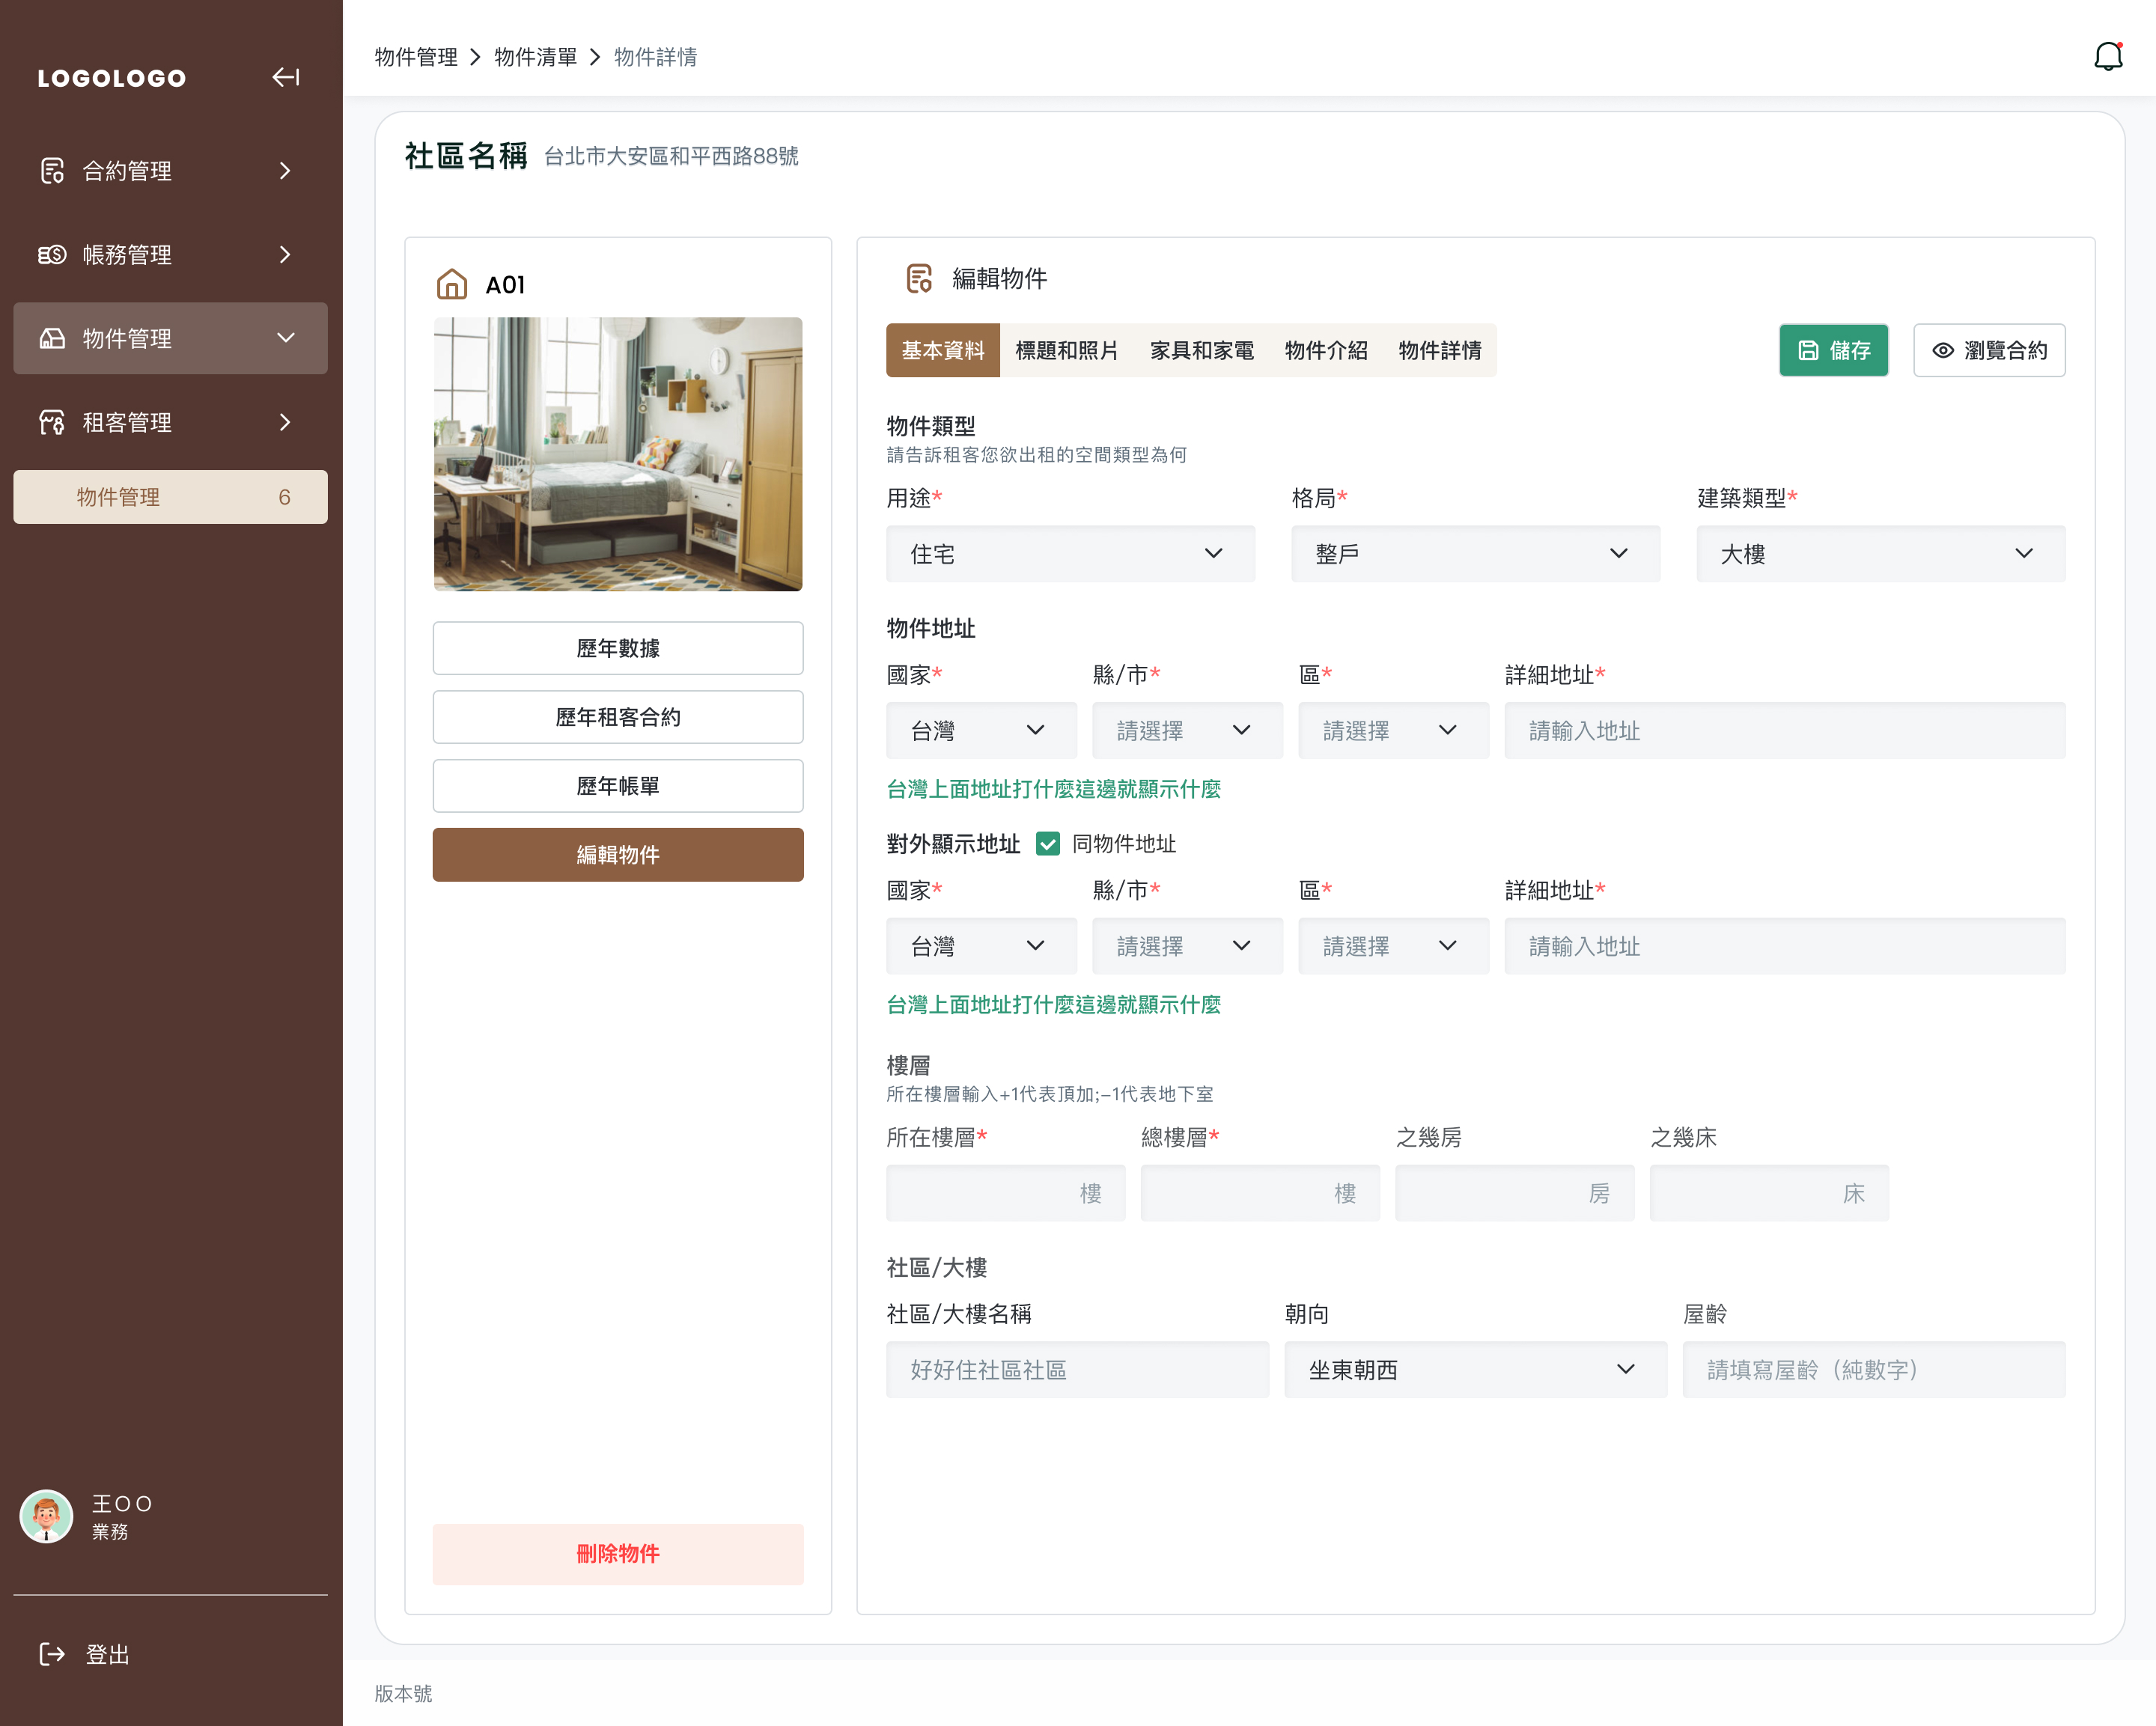 LOGOLOGO
合約管理
帳務管理
物件管理
租客管理
物件管理 6
王ＯＯ
業務
登出
物件管理 > 物件清單 > 物件詳情
社區名稱 台北市大安區和平西路88號
A01
歷年數據
歷年租客合約
歷年帳單
編輯物件
刪除物件
編輯物件
基本資料 標題和照片 家具和家電 物件介紹 物件詳情
儲存 瀏覽合約
物件類型
請告訴租客您欲出租的空間類型為何
用途* 格局* 建築類型*
住宅 整戶 大樓
物件地址
國家* 縣/市* 區* 詳細地址*
台灣 請選擇 請選擇 請輸入地址
台灣上面地址打什麼這邊就顯示什麼
對外顯示地址 同物件地址
國家* 縣/市* 區* 詳細地址*
台灣 請選擇 請選擇 請輸入地址
台灣上面地址打什麼這邊就顯示什麼
樓層
所在樓層輸入+1代表頂加;-1代表地下室
所在樓層* 總樓層* 之幾房 之幾床
樓 樓 房 床
社區/大樓
社區/大樓名稱 朝向 屋齡
好好住社區社區 坐東朝西 請填寫屋齡（純數字）
版本號